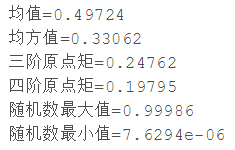 均值=0.49724
均方值=0.33062
三阶原点矩=0.24762
四阶原点矩=0.19795
随机数最大值=0.99986
随机数最小值=7.6294e-06